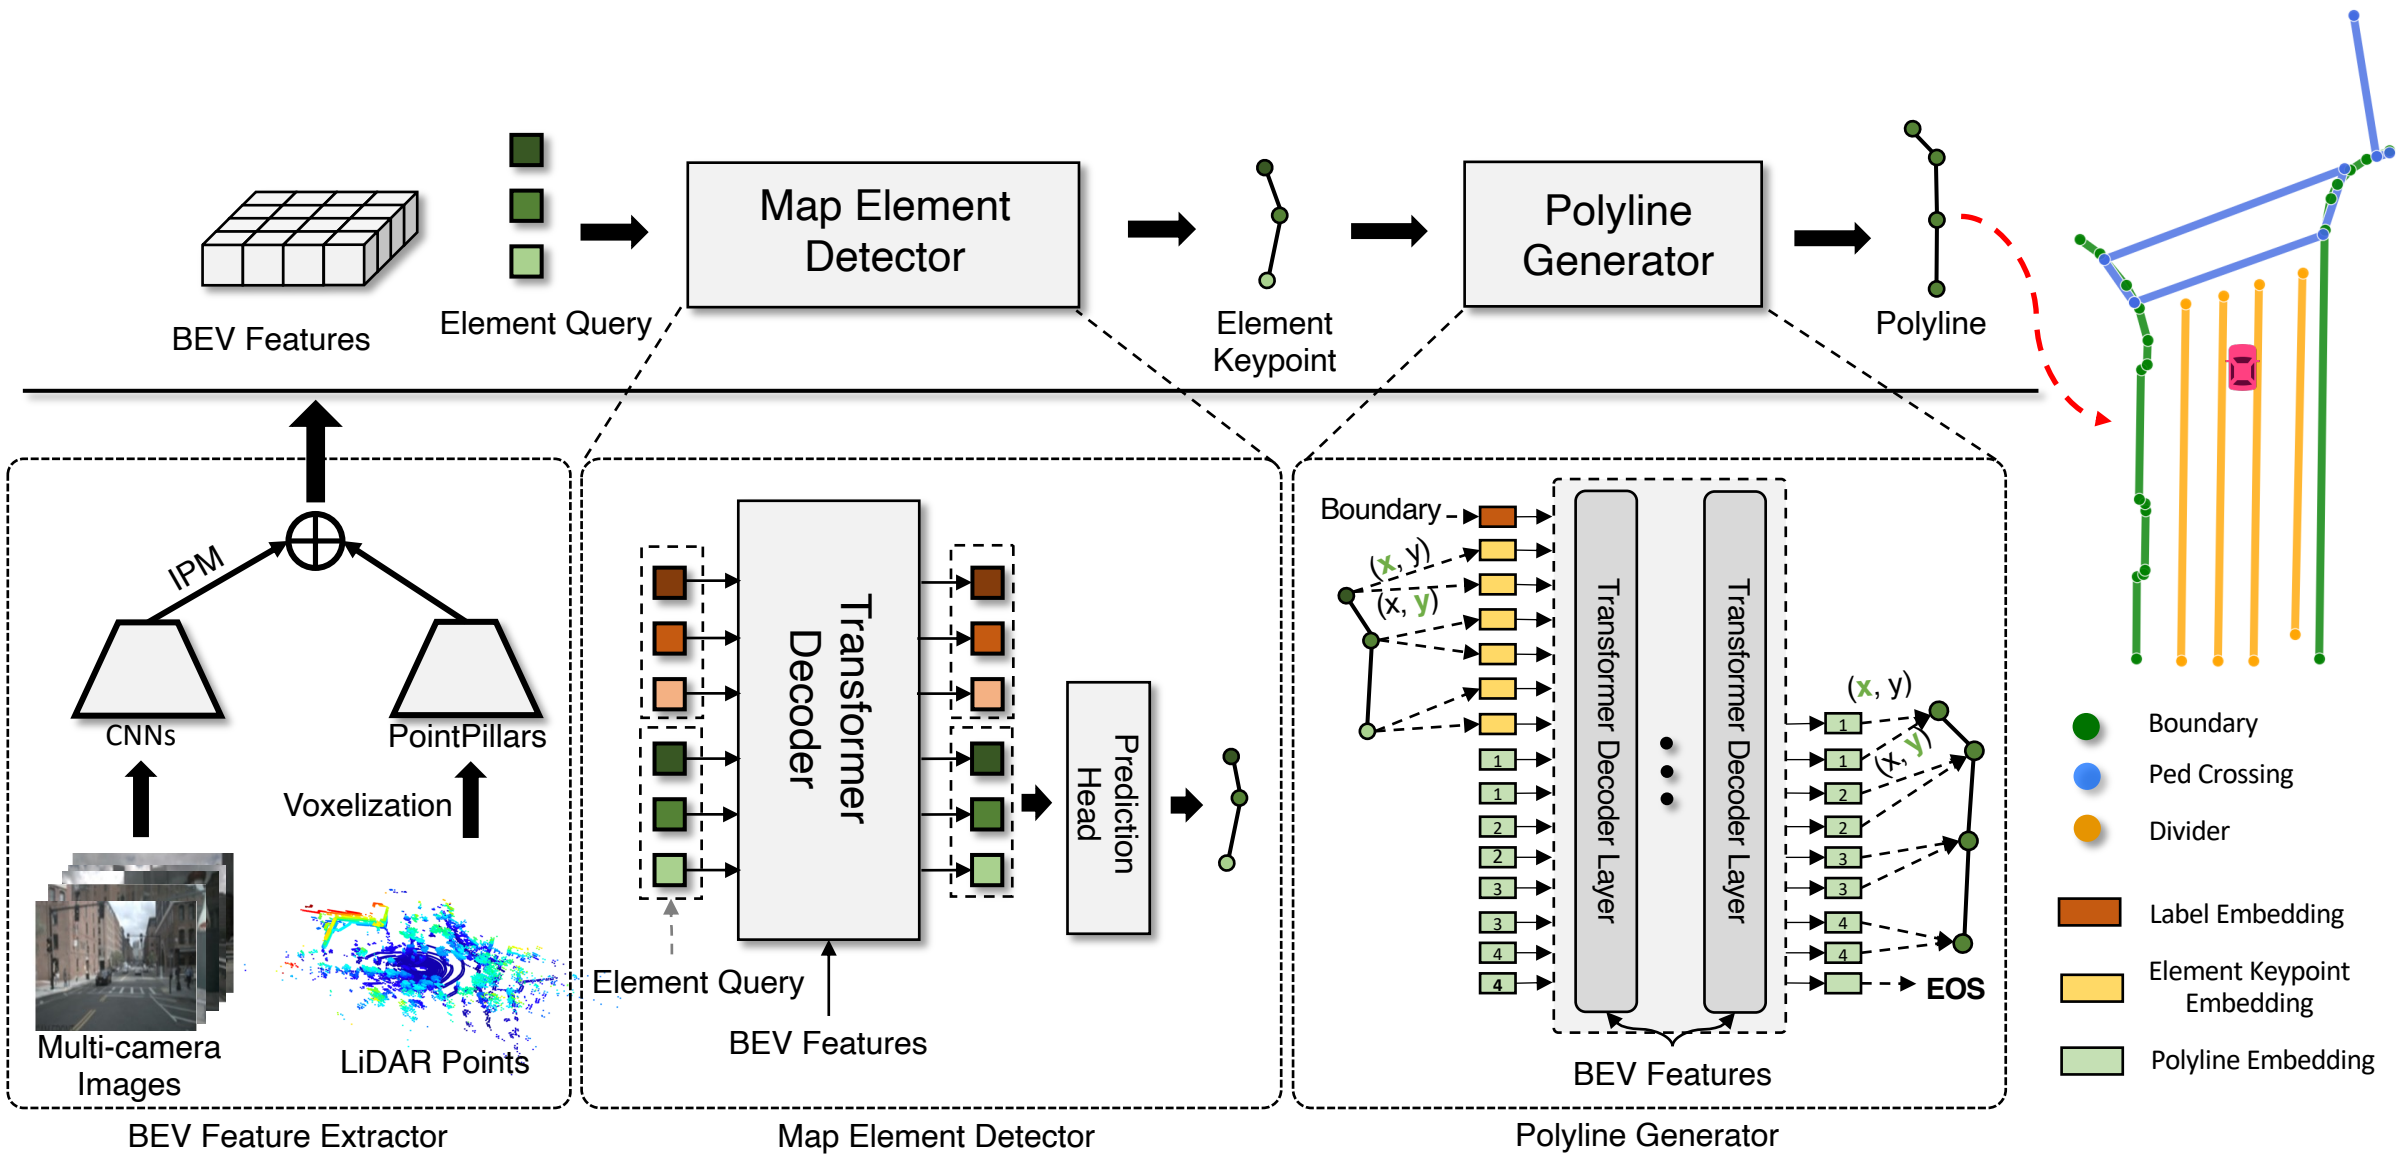 Map Element
Detector
Polyline
Generator
BEV Features
Element Query
Element
Keypoint
Polyline
IPM
CNNs
PointPillars
Voxelization
Multi-camera
Images
LiDAR Points
BEV Feature Extractor
Transformer
Decoder
Prediction
Head
Element Query
BEV Features
Map Element Detector
Boundary
(x, y)
(x, y)
1
1
2
2
3
3
4
4
Transformer Decoder Layer
Transformer Decoder Layer
BEV Features
(x, y)
(x, y)
1
1
2
2
3
3
4
4
EOS
Polyline Generator
Boundary
Ped Crossing
Divider
Label Embedding
Element Keypoint
Embedding
Polyline Embedding